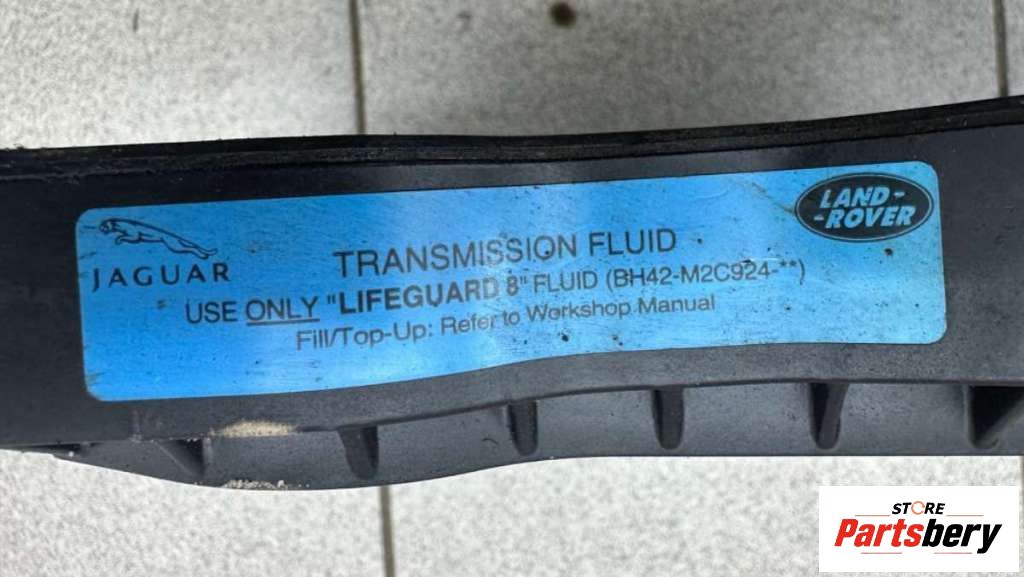 JAGUAR
LAND-
-ROVER
TRANSMISSION FLUID
USE ONLY "LIFEGUARD 8" FLUID (BH42-M2C924-**)
Fill/Top-Up: Refer to Workshop Manual
STORE
Partsbery